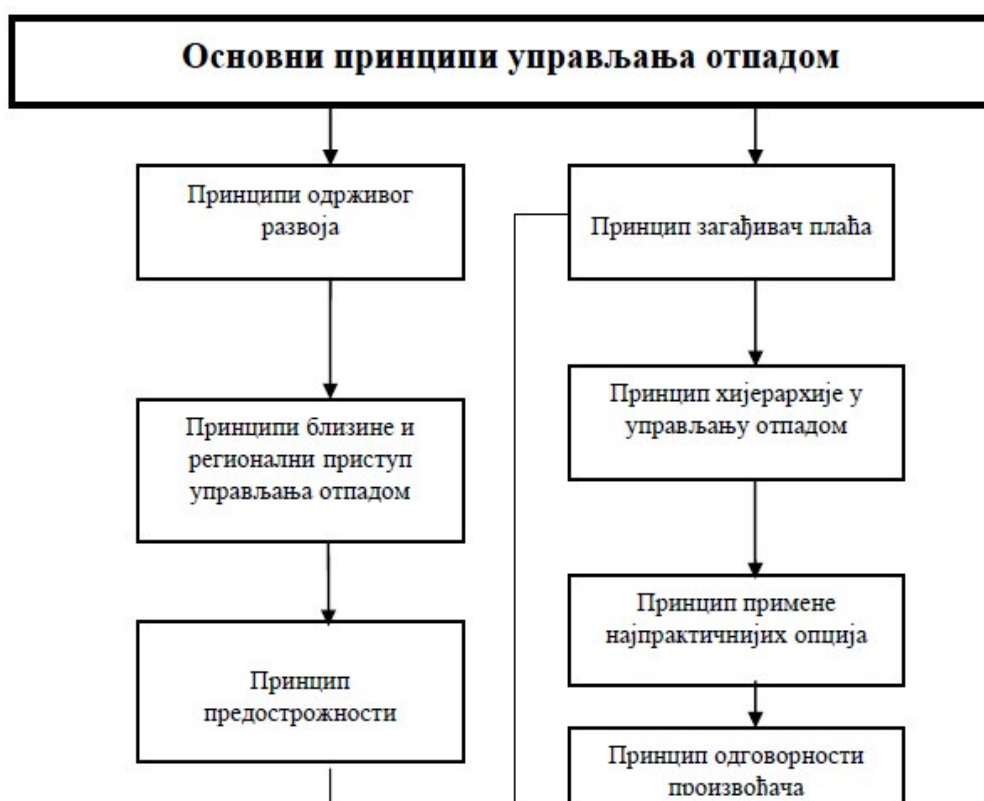 Основни принципи управљања отпадом
Принципи одрживог
развоја
Принцип загађивач плаћа
Принцип хијерархије у
управљању отпадом
Принципи близине и
регионални приступ
управљања отпадом
Принцип примене
најпрактичнијих опција
Принцип
предострожности
Принцип одговорности
произвођача